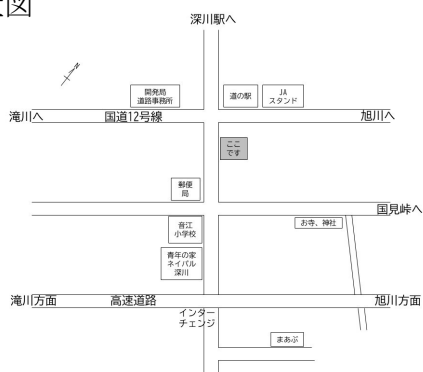 図
深川駅へ
N
開発局
道路事務所
道の駅
JA
スタンド
滝川へ
国道12号線
旭川へ
ここ
です
郵便
局
国見峠へ
音江
小学校
お寺、神社
青年の家
ネイパル
深川
滝川方面
高速道路
旭川方面
インター
チェンジ
まあぶ